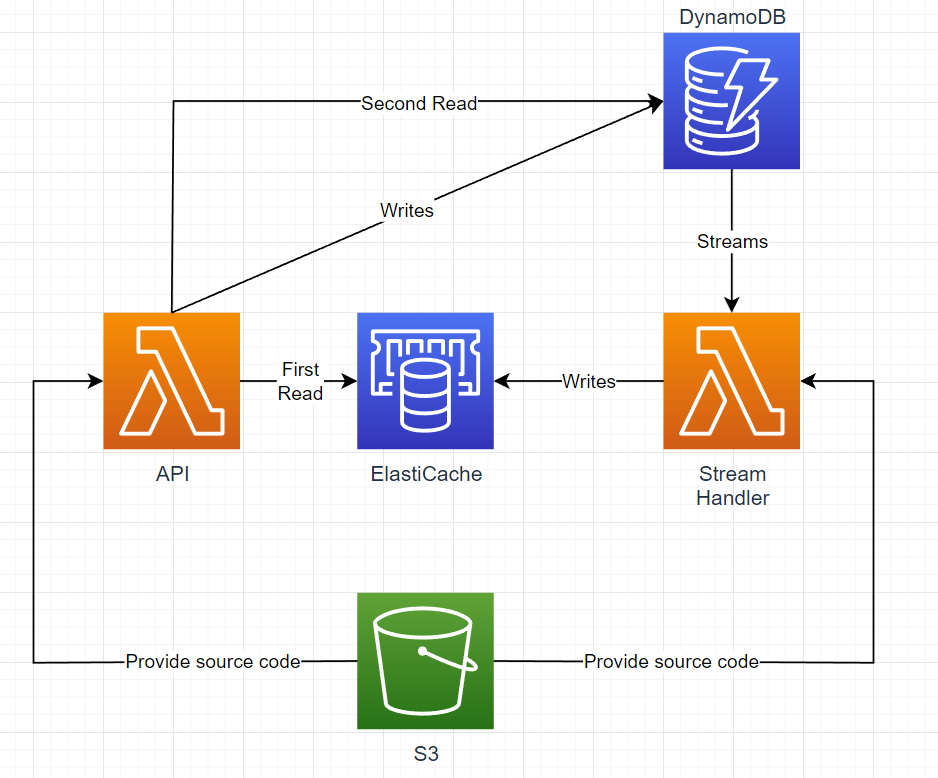 DynamoDB
Second Read
Writes
Streams
First
Read
Writes
API
ElastiCache
Stream
Handler
Provide source code
Provide source code
S3